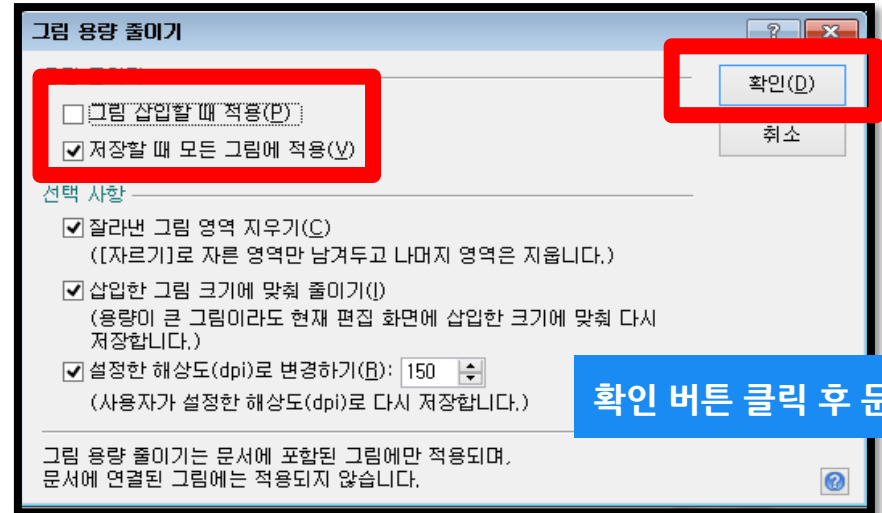 그림 용량 줄이기
확인(D)
그림 삽입할 때 적용(P)
취소
저장할 때 모든 그림에 적용(V)
선택 사항
잘라낸 그림 영역 지우기(C)
([자르기]로 자른 영역만 남겨두고 나머지 영역은 지웁니다.)
삽입한 그림 크기에 맞춰 줄이기(I)
(용량이 큰 그림이라도 현재 편집 화면에 삽입한 크기에 맞춰 다시
저장합니다.)
설정한 해상도(dpi)로 변경하기(R): 150
(사용자가 설정한 해상도(dpi)로 다시 저장합니다.)
확인 버튼 클릭 후
그림 용량 줄이기는 문서에 포함된 그림에만 적용되며,
문서에 연결된 그림에는 적용되지 않습니다.